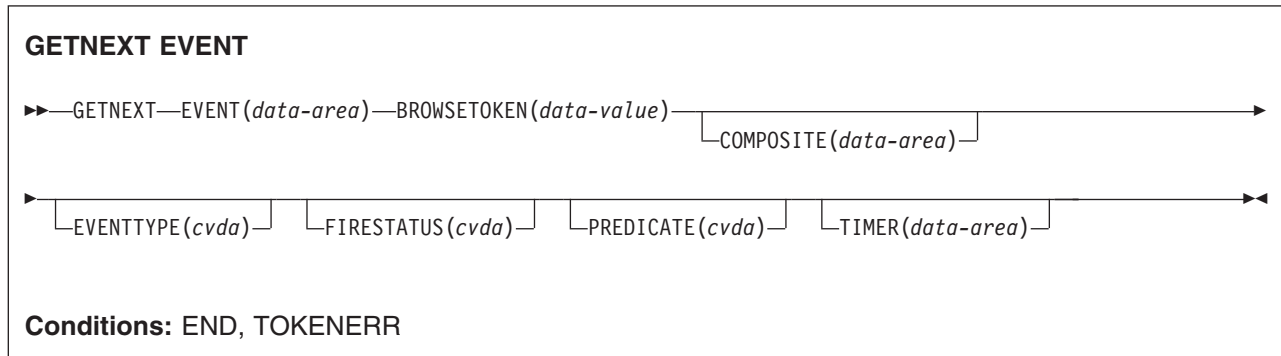 GETNEXT EVENT
GETNEXT EVENT(data-area) BROWSETOKEN(data-value)
COMPOSITE(data-area)
EVENTTYPE(cvda) FIRESTATUS(cvda) PREDICATE(cvda) TIMER(data-area)
Conditions: END, TOKENERR